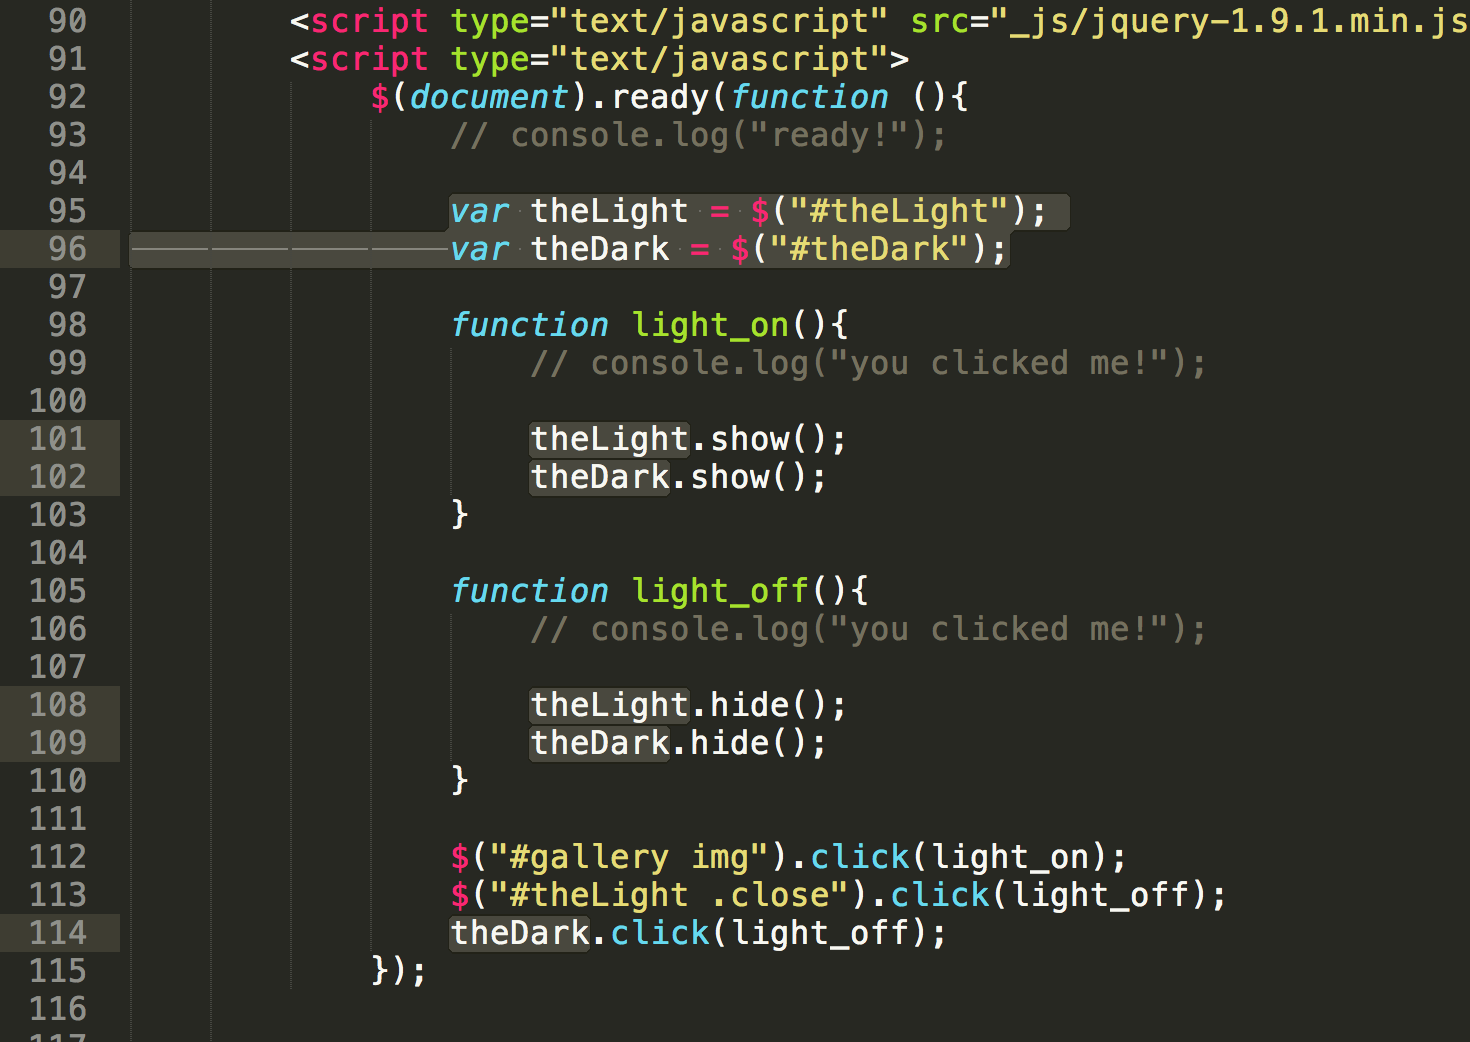 90 <script type="text/javascript" src="_js/jquery-1.9.1.min.js
91 <script type="text/javascript">
92 $(document).ready(function (){
93 // console.log("ready!");
94
95 var theLight = $("#theLight");
96 var theDark = $("#theDark");
97
98 function light_on(){
99 // console.log("you clicked me!");
100
101 theLight.show();
102 theDark.show();
103 }
104
105 function light_off(){
106 // console.log("you clicked me!");
107
108 theLight.hide();
109 theDark.hide();
110 }
111
112 $("#gallery img").click(light_on);
113 $("#theLight .close").click(light_off);
114 theDark.click(light_off);
115 });
116
117